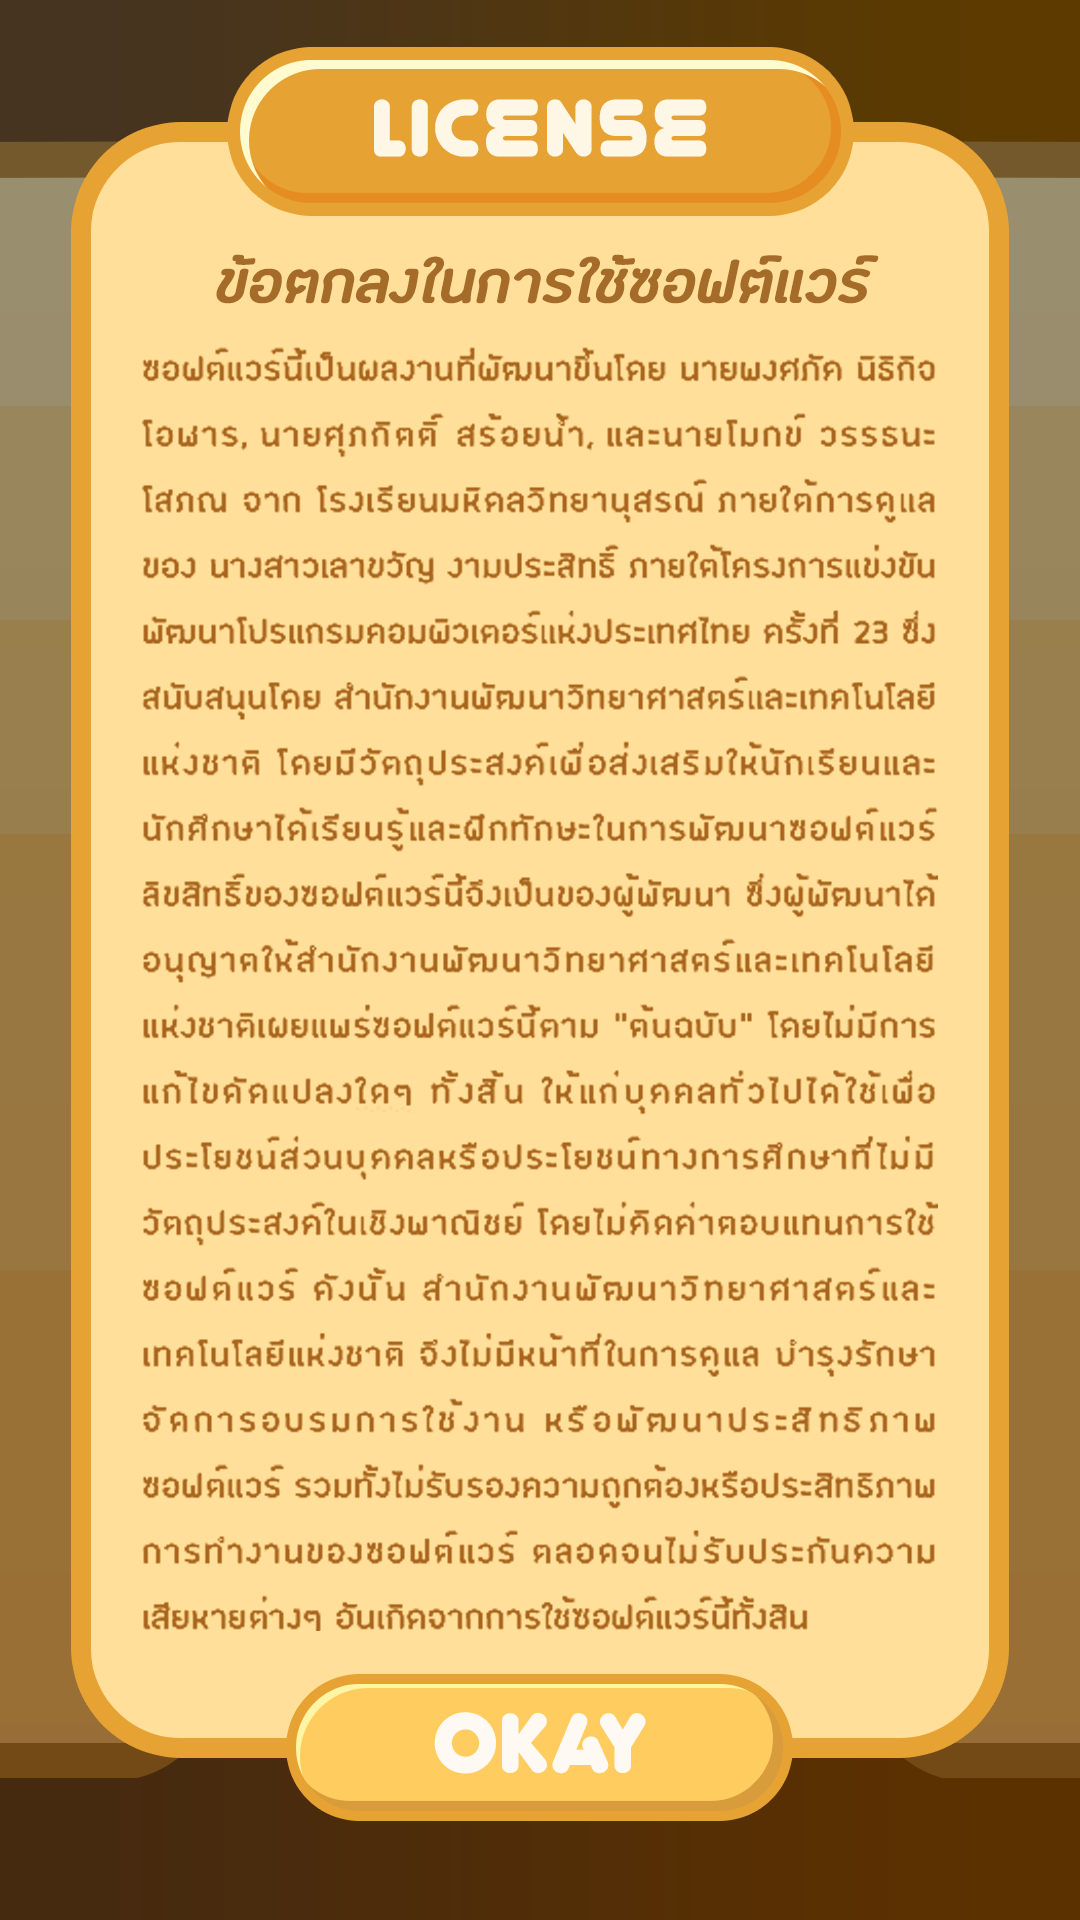 LICENSE
ข้อตกลงในการใช้ซอฟต์แวร์
ซอฟต์แวร์นี้เป็นผลงานที่พัฒนาขึ้นโดย นายพงศภัค นิธิกิจ
โอฬาร, นายศุภกิตติ์ สร้อยน้ำ, และนายโมกข์ วรรธนะ
โสภณ จาก โรงเรียนมหิดลวิทยานุสรณ์ ภายใต้การดูแล
ของ นางสาวเลาขวัญ งามประสิทธิ์ ภายใต้โครงการแข่งขัน
พัฒนาโปรแกรมคอมพิวเตอร์แห่งประเทศไทย ครั้งที่ 23 ซึ่ง
สนับสนุนโดย สำนักงานพัฒนาวิทยาศาสตร์และเทคโนโลยี
แห่งชาติ โดยมีวัตถุประสงค์เพื่อส่งเสริมให้นักเรียนและ
นักศึกษาได้เรียนรู้และฝึกทักษะในการพัฒนาซอฟต์แวร์
ลิขสิทธิ์ของซอฟต์แวร์นี้จึงเป็นของผู้พัฒนา ซึ่งผู้พัฒนาได้
อนุญาตให้สำนักงานพัฒนาวิทยาศาสตร์และเทคโนโลยี
แห่งชาติเผยแพร่ซอฟต์แวร์นี้ตาม "ต้นฉบับ" โดยไม่มีการ
แก้ไขดัดแปลงใดๆ ทั้งสิ้น ให้แก่บุคคลทั่วไปได้ใช้เพื่อ
ประโยชน์ส่วนบุคคลหรือประโยชน์ทางการศึกษาที่ไม่มี
วัตถุประสงค์ในเชิงพาณิชย์ โดยไม่คิดค่าตอบแทนการใช้
ซอฟต์แวร์ ดังนั้น สำนักงานพัฒนาวิทยาศาสตร์และ
เทคโนโลยีแห่งชาติ จึงไม่มีหน้าที่ในการดูแล บำรุงรักษา
จัดการอบรมการใช้งาน หรือพัฒนาประสิทธิภาพ
ซอฟต์แวร์ รวมทั้งไม่รับรองความถูกต้องหรือประสิทธิภาพ
การทำงานของซอฟต์แวร์ ตลอดจนไม่รับประกันความ
เสียหายต่างๆ อันเกิดจากการใช้ซอฟต์แวร์นี้ทั้งสิน
OKAY